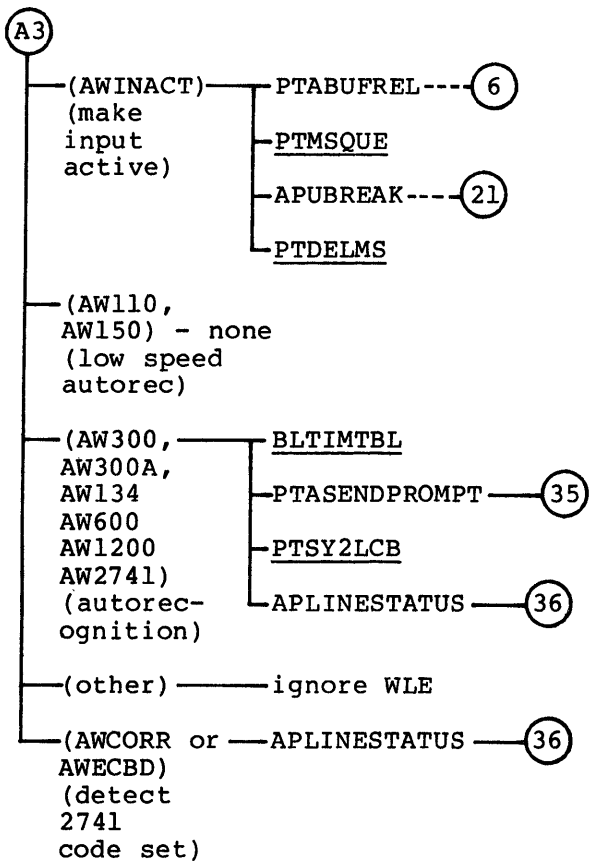 A3
(AWINACT) PTABUFREL 6
(make
input PTMSQUE
active)
APUBREAK 21
PTDELMS
(AW110,
AW150) - none
(low speed
autorec)
(AW300, BLTIMTBL
AW300A,
AW134 PTASENDPROMPT 35
AW600
AW1200 PTSY2LCB
AW2741)
(autorec- APLINESTATUS 36
ognition)
(other) ignore WLE
(AWCORR or APLINESTATUS 36
AWECBD)
(detect
2741
code set)